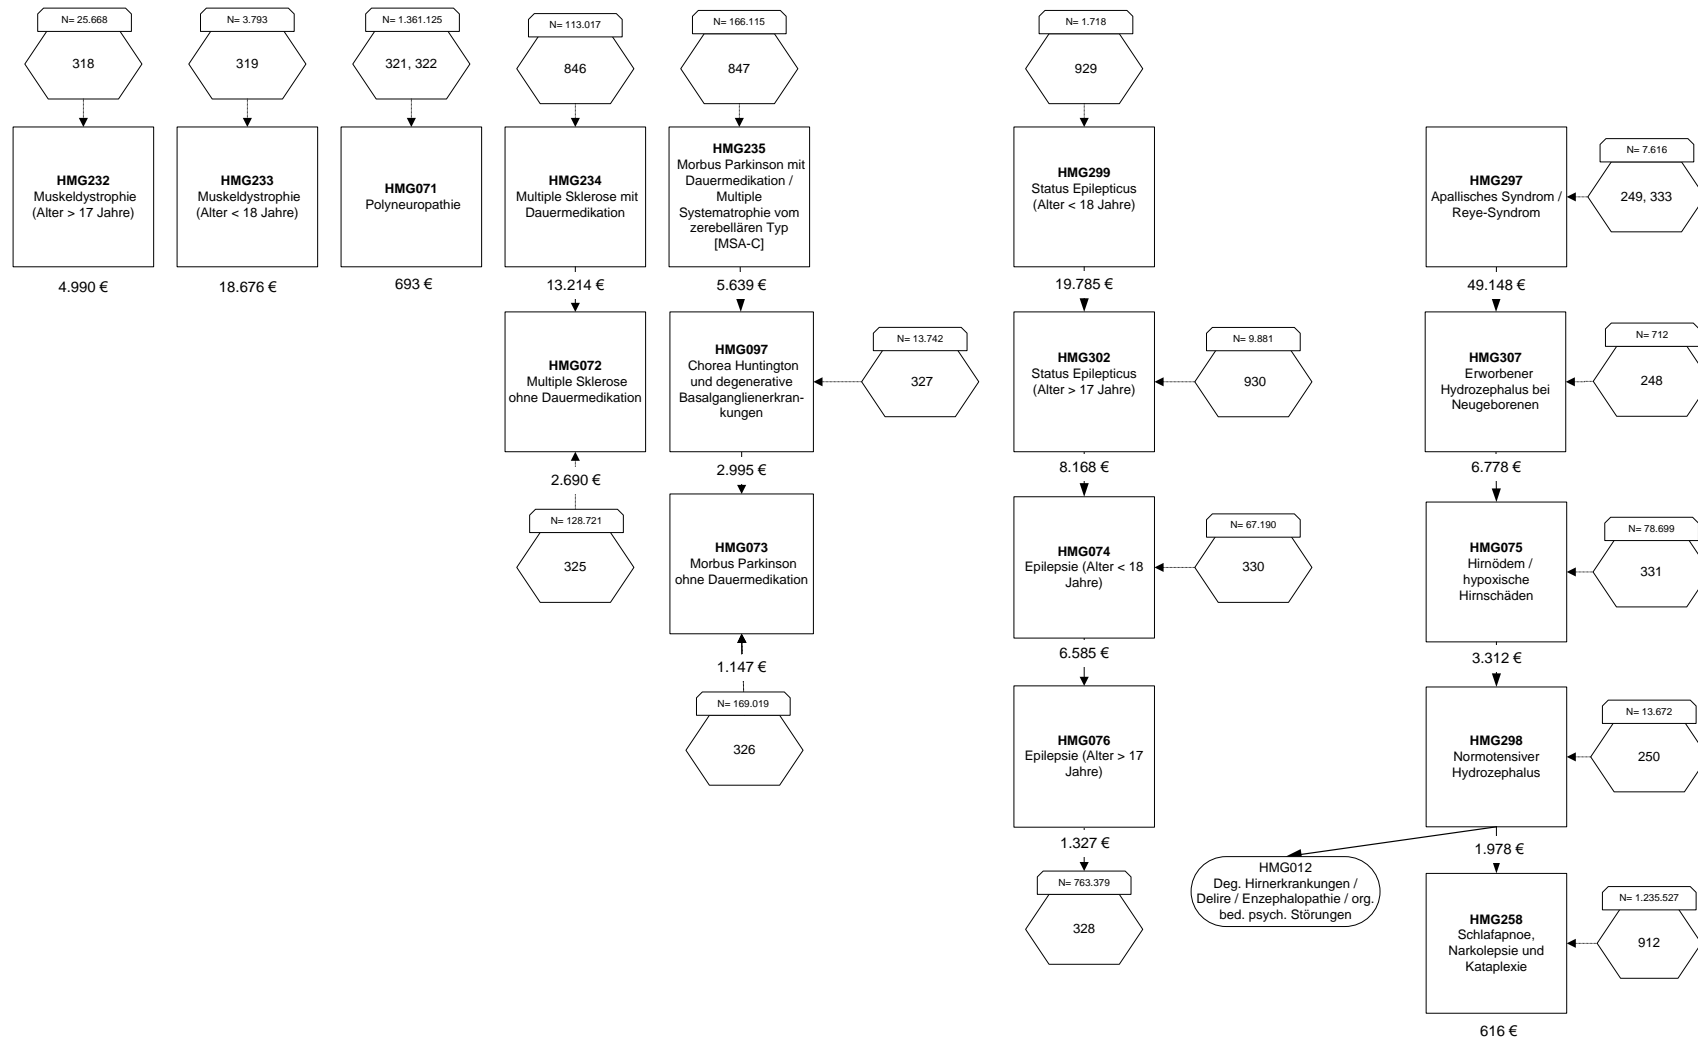 N= 25.668
318
HMG232
Muskeldystrophie
(Alter > 17 Jahre)
4.990 €
N= 3.793
319
HMG233
Muskeldystrophie
(Alter < 18 Jahre)
18.676 €
N= 1.361.125
321, 322
HMG071
Polyneuropathie
693 €
N= 113.017
846
HMG234
Multiple Sklerose mit
Dauermedikation
13.214 €
HMG072
Multiple Sklerose
ohne Dauermedikation
2.690 €
N= 128.721
325
N= 166.115
847
HMG235
Morbus Parkinson mit
Dauermedikation /
Multiple
Systematrophie vom
zerebellären Typ
[MSA-C]
5.639 €
HMG097
Chorea Huntington
und degenerative
Basalganglienerkran-
kungen
N= 13.742
327
2.995 €
HMG073
Morbus Parkinson
ohne Dauermedikation
1.147 €
N= 169.019
326
N= 1.718
929
HMG299
Status Epilepticus
(Alter < 18 Jahre)
19.785 €
HMG302
Status Epilepticus
(Alter > 17 Jahre)
N= 9.881
930
8.168 €
HMG074
Epilepsie (Alter < 18
Jahre)
N= 67.190
330
6.585 €
HMG076
Epilepsie (Alter > 17
Jahre)
1.327 €
N= 763.379
328
HMG297
Apallisches Syndrom /
Reye-Syndrom
N= 7.616
249, 333
49.148 €
HMG307
Erworbener
Hydrozephalus bei
Neugeborenen
N= 712
248
6.778 €
HMG075
Hirnödem /
hypoxische
Hirnschäden
N= 78.699
331
3.312 €
HMG298
Normotensiver
Hydrozephalus
N= 13.672
250
1.978 €
HMG012
Deg. Hirnerkrankungen /
Delire / Enzephalopathie / org.
bed. psych. Störungen
HMG258
Schlafapnoe,
Narkolepsie und
Kataplexie
N= 1.235.527
912
616 €